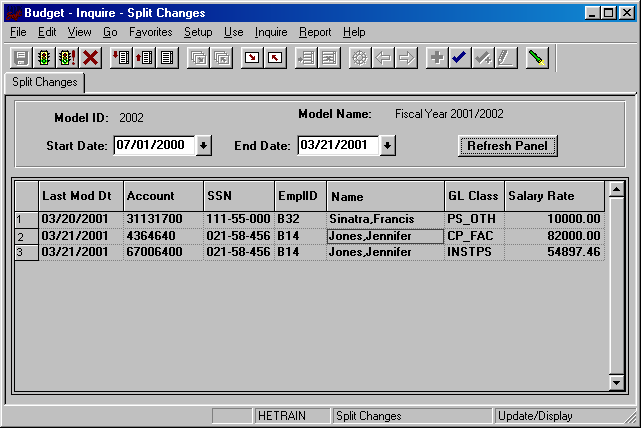 Budget - Inquire - Split Changes
File Edit View Go Favorites Setup Use Inquire Report Help
Split Changes
Model ID: 2002 Model Name: Fiscal Year 2001/2002
Start Date: 07/01/2000 End Date: 03/21/2001 Refresh Panel
Last Mod Dt Account SSN EmplID Name GL Class Salary Rate
1 03/20/2001 31131700 111-55-000 B32 Sinatra,Francis PS_OTH 10000.00
2 03/21/2001 4364640 021-58-456 B14 Jones,Jennifer CP_FAC 82000.00
3 03/21/2001 67006400 021-58-456 B14 Jones,Jennifer INSTPS 54897.46
HETRAIN Split Changes Update/Display